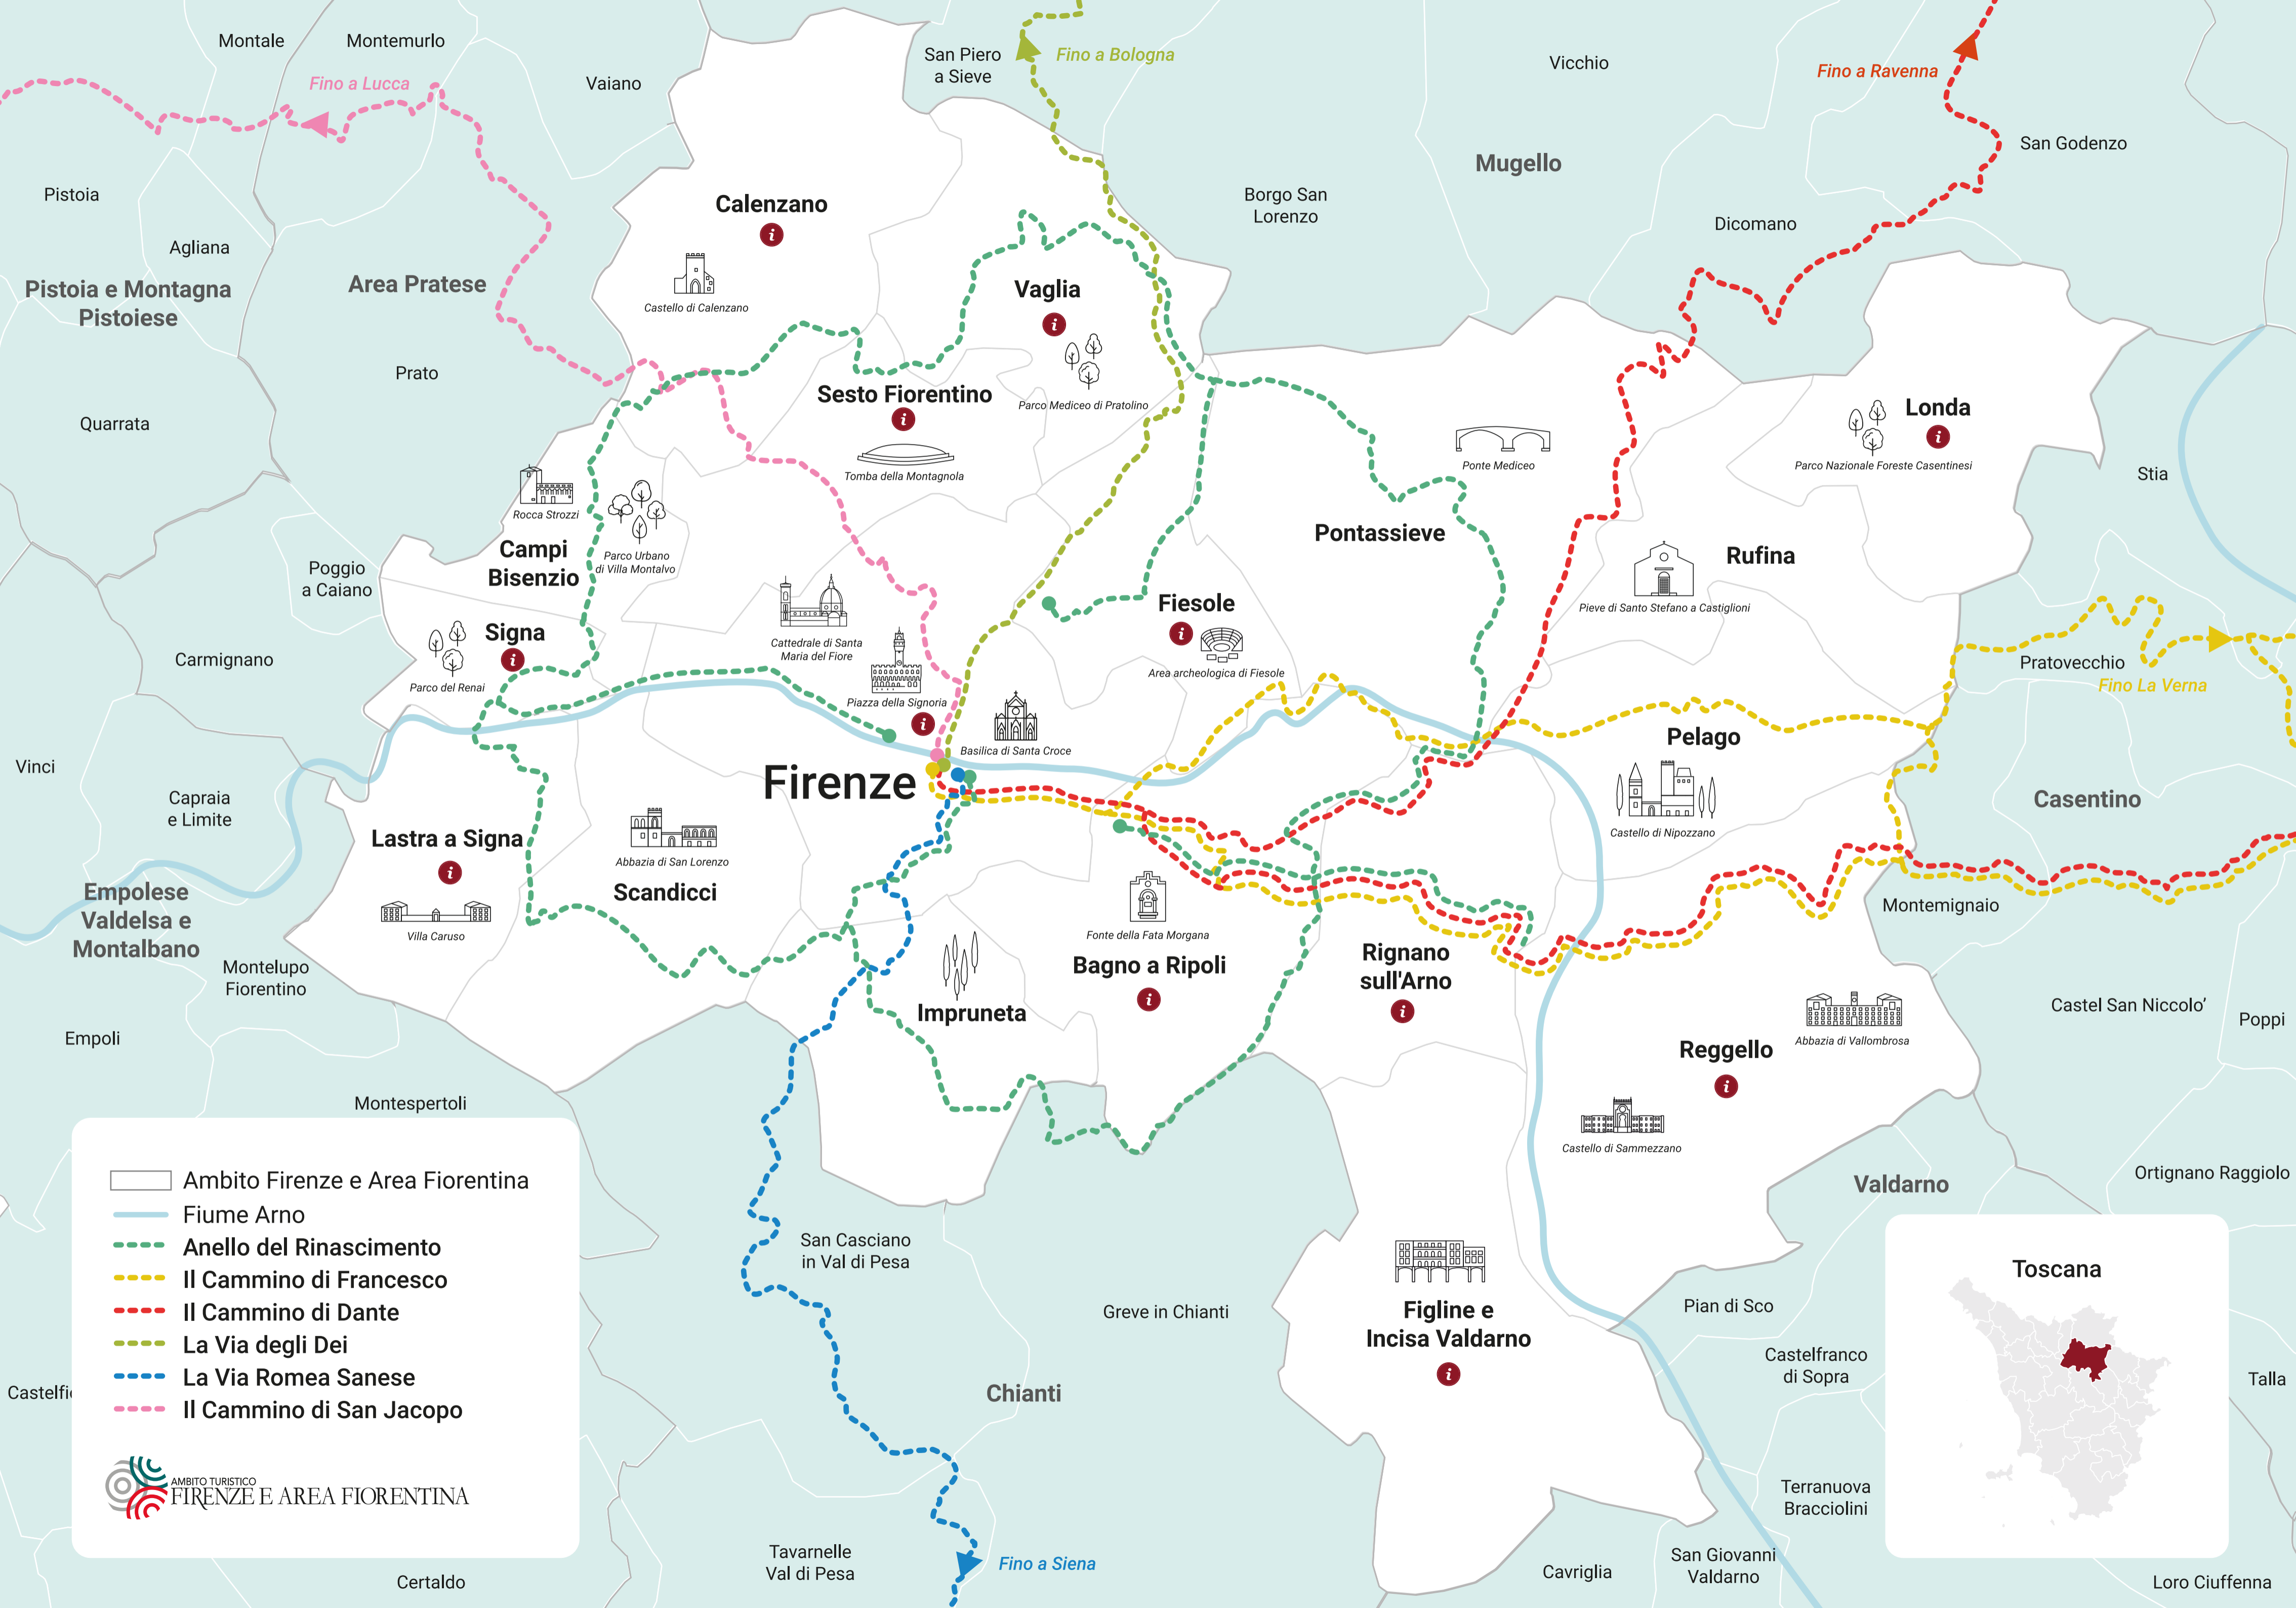 Montale
Montemurlo
Fino a Lucca
Vaiano
San Piero
a Sieve
Fino a Bologna
Vicchio
Fino a Ravenna
San Godenzo
Mugello
Pistoia
Agliana
Pistoia e Montagna
Pistoiese
Area Pratese
Calenzano
i
Castello di Calenzano
Borgo San
Lorenzo
Dicomano
Vaglia
i
Parco Mediceo di Pratolino
Prato
Quarrata
Sesto Fiorentino
i
Tomba della Montagnola
Ponte Mediceo
Londa
i
Parco Nazionale Foreste Casentinesi
Stia
Rocca Strozzi
Campi
Bisenzio
Parco Urbano
di Villa Montalvo
Pontassieve
Rufina
Pieve di Santo Stefano a Castiglioni
Poggio
a Caiano
Signa
i
Parco del Renai
Cattedrale di Santa
Maria del Fiore
Piazza della Signoria
i
Basilica di Santa Croce
Fiesole
i
Area archeologica di Fiesole
Carmignano
Pratovecchio
Fino La Verna
Pelago
Castello di Nipozzano
Casentino
Vinci
Capraia
e Limite
Firenze
Lastra a Signa
i
Villa Caruso
Abbazia di San Lorenzo
Scandicci
Empolese
Valdelsa e
Montalbano
Montelupo
Fiorentino
Empoli
Fonte della Fata Morgana
Bagno a Ripoli
i
Impruneta
Rignano
sull'Arno
i
Montemignaio
Castel San Niccolo’
Poppi
Reggello
i
Abbazia di Vallombrosa
Castello di Sammezzano
Montespertoli
Valdarno
Ortignano Raggiolo
Ambito Firenze e Area Fiorentina
Fiume Arno
Anello del Rinascimento
Il Cammino di Francesco
Il Cammino di Dante
La Via degli Dei
La Via Romea Sanese
Il Cammino di San Jacopo
AMBITO TURISTICO
FIRENZE E AREA FIORENTINA
Castelfi
San Casciano
in Val di Pesa
Greve in Chianti
Chianti
Figline e
Incisa Valdarno
i
Pian di Sco
Castelfranco
di Sopra
Toscana
Talla
Terranuova
Bracciolini
Tavarnelle
Val di Pesa
Fino a Siena
Certaldo
Cavriglia
San Giovanni
Valdarno
Loro Ciuffenna